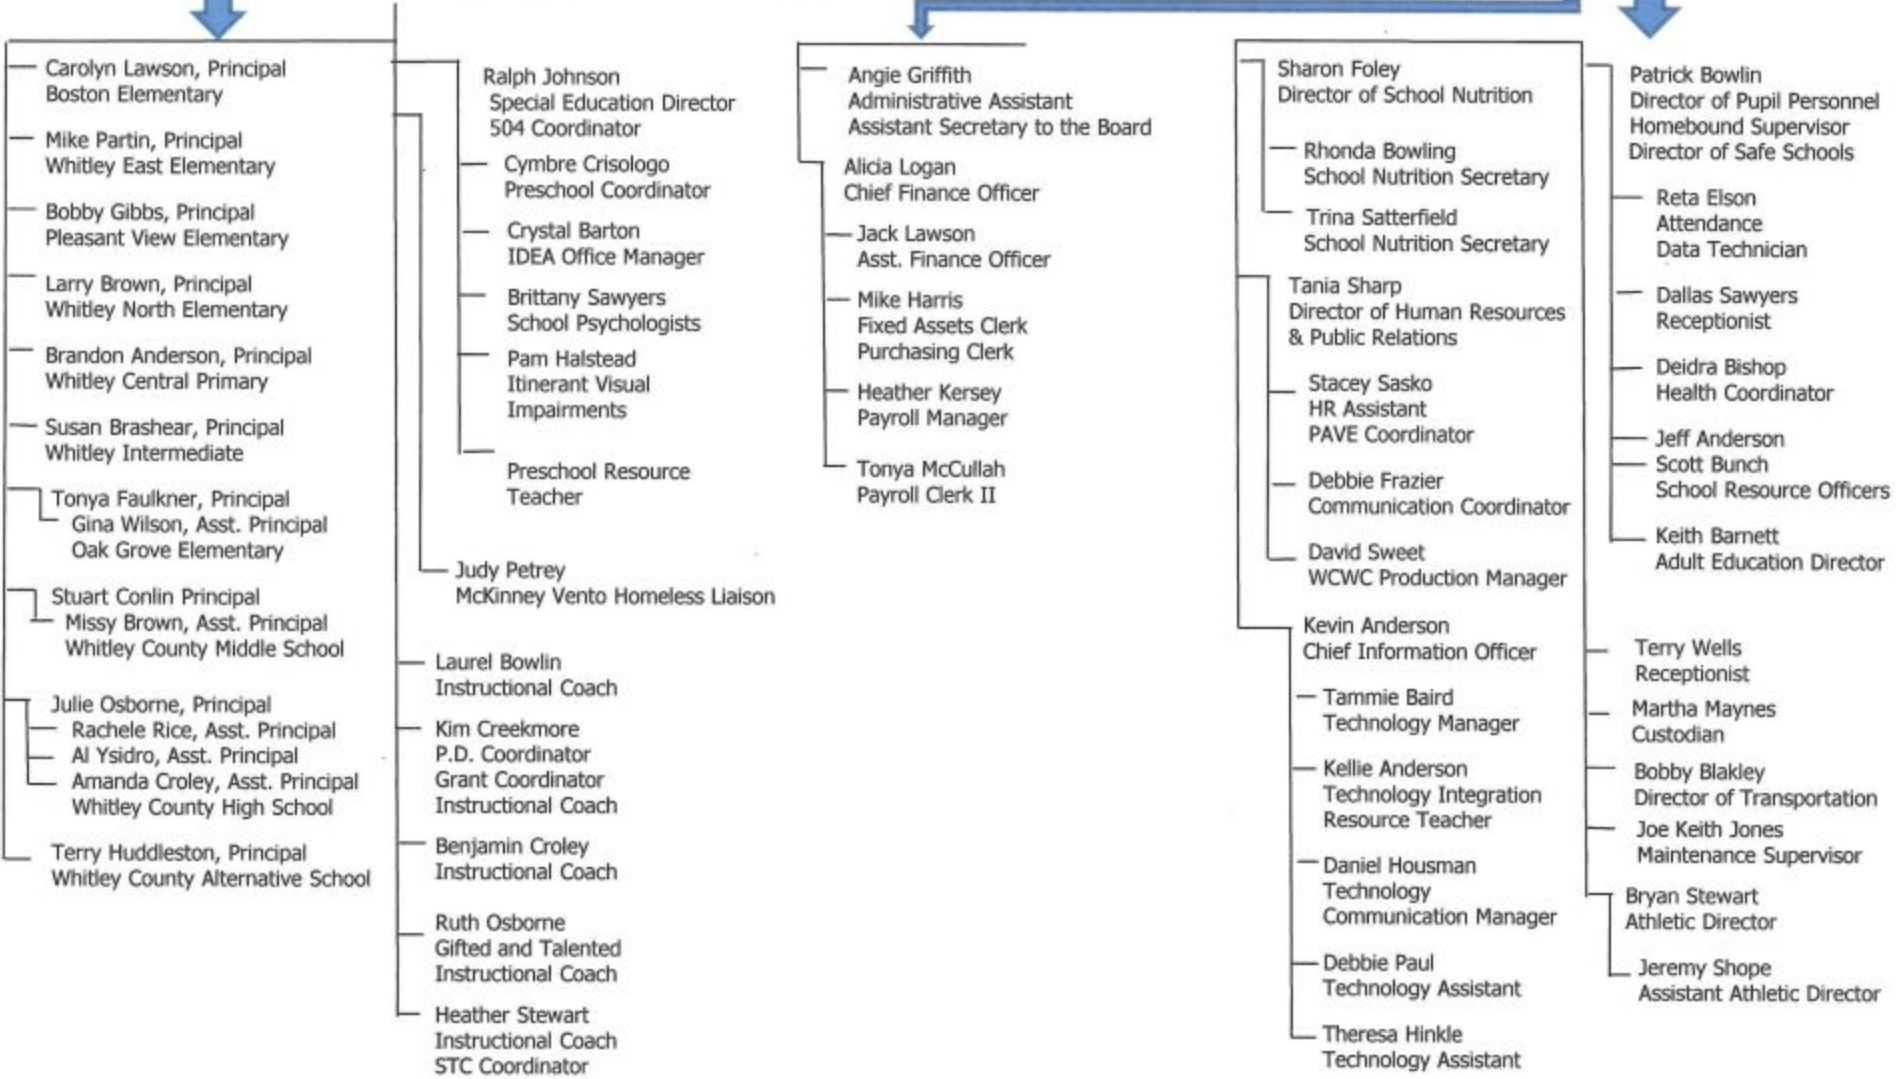 Carolyn Lawson, Principal
Boston Elementary
Mike Partin, Principal
Whitley East Elementary
Bobby Gibbs, Principal
Pleasant View Elementary
Larry Brown, Principal
Whitley North Elementary
Brandon Anderson, Principal
Whitley Central Primary
Susan Brashear, Principal
Whitley Intermediate
Tonya Faulkner, Principal
Gina Wilson, Asst. Principal
Oak Grove Elementary
Stuart Conlin Principal
Missy Brown, Asst. Principal
Whitley County Middle School
Julie Osborne, Principal
Rachele Rice, Asst. Principal
Al Ysidro, Asst. Principal
Amanda Croley, Asst. Principal
Whitley County High School
Terry Huddleston, Principal
Whitley County Alternative School
Ralph Johnson
Special Education Director
504 Coordinator
Cymbre Crisologo
Preschool Coordinator
Crystal Barton
IDEA Office Manager
Brittany Sawyers
School Psychologists
Pam Halstead
Itinerant Visual
Impairments
Preschool Resource
Teacher
Judy Petrey
McKinney Vento Homeless Liaison
Laurel Bowlin
Instructional Coach
Kim Creekmore
P.D. Coordinator
Grant Coordinator
Instructional Coach
Benjamin Croley
Instructional Coach
Ruth Osborne
Gifted and Talented
Instructional Coach
Heather Stewart
Instructional Coach
STC Coordinator
Angie Griffith
Administrative Assistant
Assistant Secretary to the Board
Alicia Logan
Chief Finance Officer
Jack Lawson
Asst. Finance Officer
Mike Harris
Fixed Assets Clerk
Purchasing Clerk
Heather Kersey
Payroll Manager
Tonya McCullah
Payroll Clerk II
Sharon Foley
Director of School Nutrition
Rhonda Bowling
School Nutrition Secretary
Trina Satterfield
School Nutrition Secretary
Tania Sharp
Director of Human Resources
& Public Relations
Stacey Sasko
HR Assistant
PAVE Coordinator
Debbie Frazier
Communication Coordinator
David Sweet
WCWC Production Manager
Kevin Anderson
Chief Information Officer
Tammie Baird
Technology Manager
Kellie Anderson
Technology Integration
Resource Teacher
Daniel Housman
Technology
Communication Manager
Debbie Paul
Technology Assistant
Theresa Hinkle
Technology Assistant
Patrick Bowlin
Director of Pupil Personnel
Homebound Supervisor
Director of Safe Schools
Reta Elson
Attendance
Data Technician
Dallas Sawyers
Receptionist
Deidra Bishop
Health Coordinator
Jeff Anderson
Scott Bunch
School Resource Officers
Keith Barnett
Adult Education Director
Terry Wells
Receptionist
Martha Maynes
Custodian
Bobby Blakley
Director of Transportation
Joe Keith Jones
Maintenance Supervisor
Bryan Stewart
Athletic Director
Jeremy Shope
Assistant Athletic Director